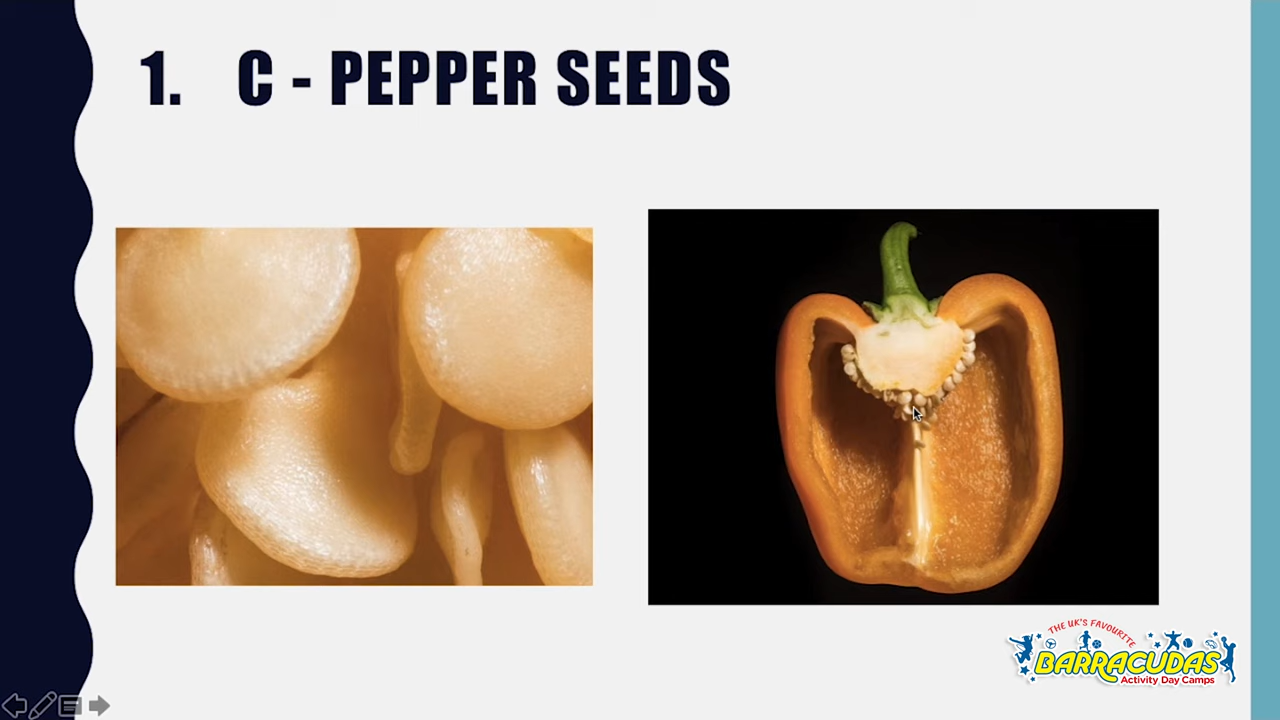 1. C - PEPPER SEEDS
THE UK'S FAVOURITE
BARRACUDAS
Activity Day Camps